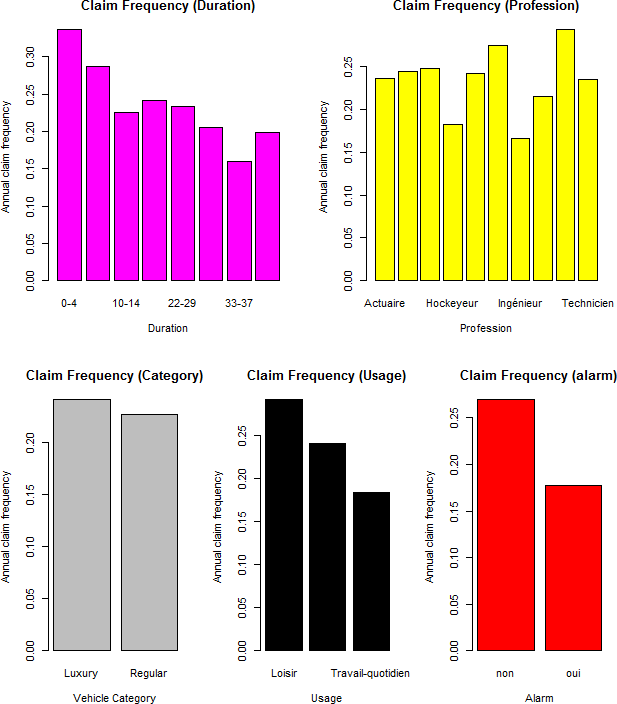 Claim Frequency (Duration)
Annual claim frequency
0.00 0.05 0.10 0.15 0.20 0.25 0.30
0-4 10-14 22-29 33-37
Duration
Claim Frequency (Profession)
Annual claim frequency
0.00 0.05 0.10 0.15 0.20 0.25
Actuaire Hockeyeur Ingénieur Technicien
Profession
Claim Frequency (Category)
Annual claim frequency
0.00 0.05 0.10 0.15 0.20
Luxury Regular
Vehicle Category
Claim Frequency (Usage)
Annual claim frequency
0.00 0.05 0.10 0.15 0.20 0.25
Loisir Travail-quotidien
Usage
Claim Frequency (alarm)
Annual claim frequency
0.00 0.05 0.10 0.15 0.20 0.25
non oui
Alarm